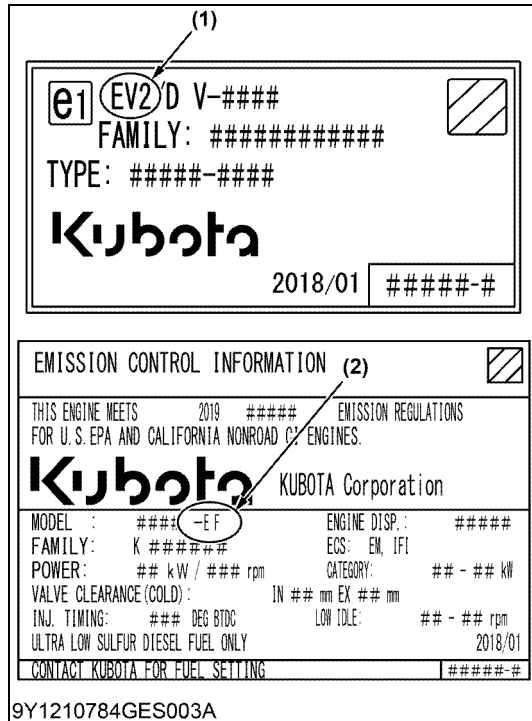 (1)
e1 EV2/D V-####
FAMILY: ############
TYPE: #####-####
Kubota
2018/01 #####-#
EMISSION CONTROL INFORMATION (2)
THIS ENGINE MEETS 2019 ##### EMISSION REGULATIONS
FOR U.S.EPA AND CALIFORNIA NONROAD CI ENGINES.
Kubota KUBOTA Corporation
MODEL : ####-EF ENGINE DISP.: #####
FAMILY: K ###### ECS: EM, IFI
POWER: ## kW / ### rpm CATEGORY: ## - ## kW
VALVE CLEARANCE(COLD): IN ## mm EX ## mm
INJ. TIMING: ### DEG BTDC LOW IDLE: ## - ## rpm
ULTRA LOW SULFUR DIESEL FUEL ONLY 2018/01
CONTACT KUBOTA FOR FUEL SETTING #####-#
9Y1210784GES003A